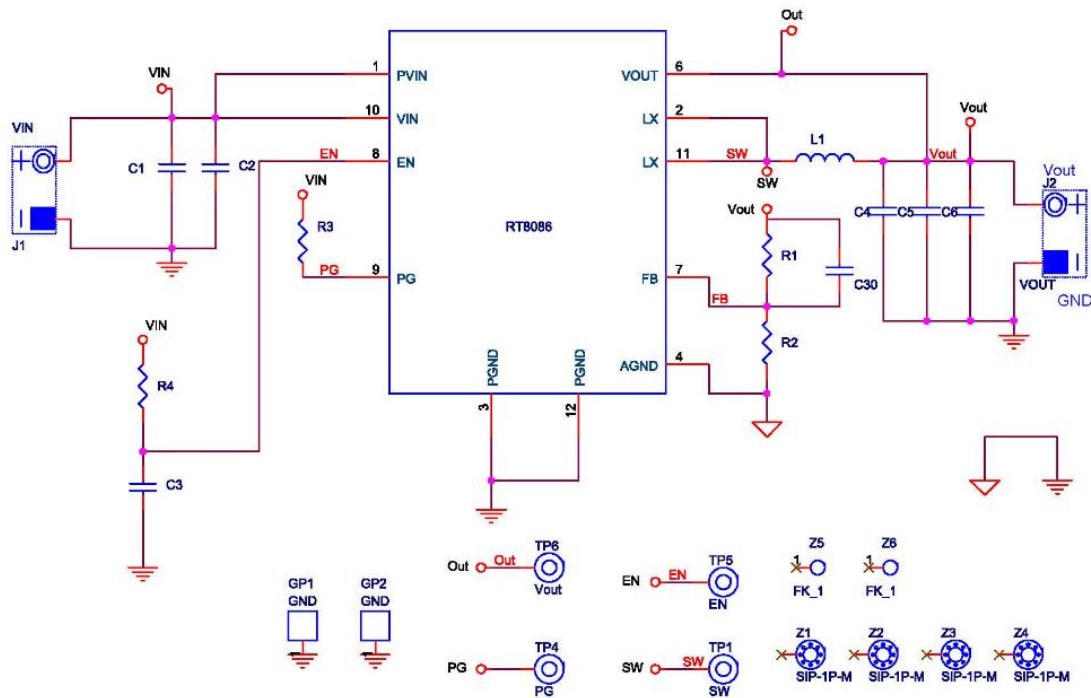 Out
VIN
1
PVIN
VOUT
6
10
VIN
LX
2
Vout
VIN
EN
8
EN
LX
11
SW
L1
Vout
Vout
J2
C1
C2
SW
J1
VIN
R3
RT8086
Vout
C4
C5
C6
R1
PG
9
PG
FB
7
FB
C30
VOUT
GND
VIN
R4
R2
PGND
PGND
AGND
4
3
12
C3
TP6
Out
Out
Vout
TP5
EN
EN
EN
Z5
1
FK_1
Z6
1
FK_1
GP1
GND
1
GP2
GND
1
TP4
PG
PG
TP1
SW
SW
SW
Z1
SIP-1P-M
Z2
SIP-1P-M
Z3
SIP-1P-M
Z4
SIP-1P-M